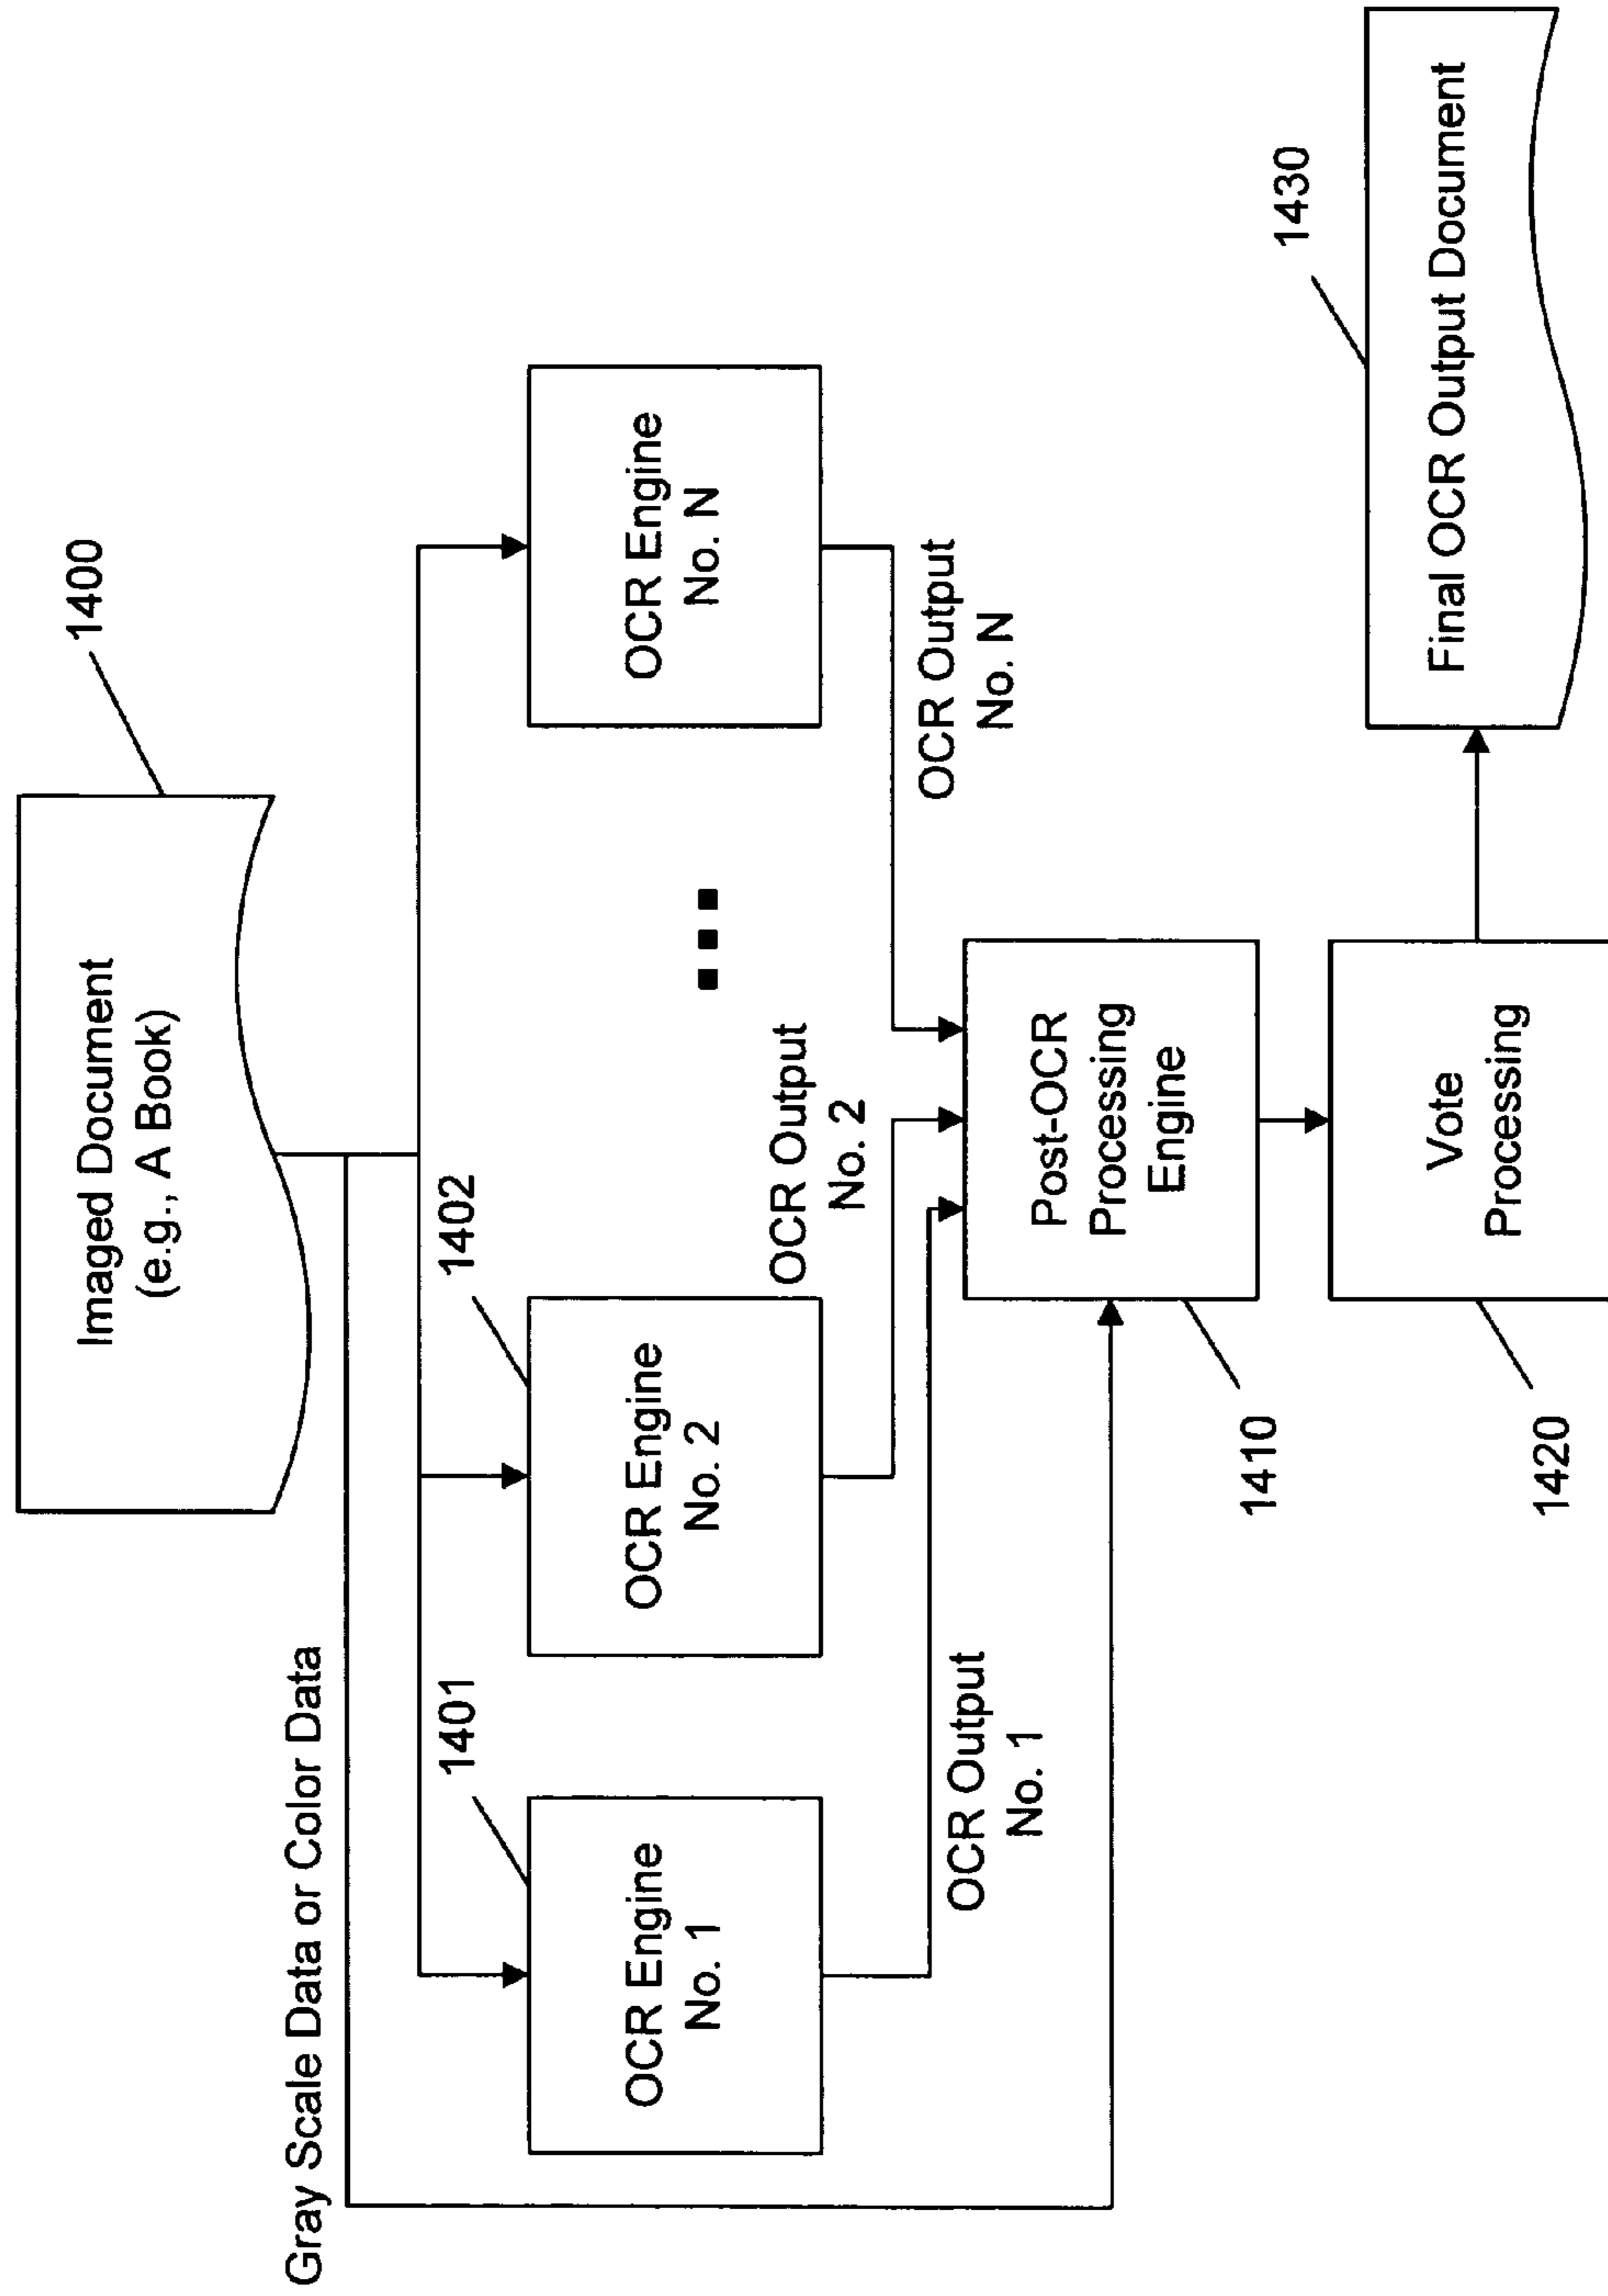 Imaged Document
(e.g., A Book)
1400
Gray Scale Data or Color Data
1401
1402
OCR Engine
No. 1
OCR Engine
No. 2
OCR Engine
No. N
OCR Output
No. 1
OCR Output
No. 2
OCR Output
No. N
Post-OCR
Processing
Engine
1410
Vote
Processing
1420
1430
Final OCR Output Document